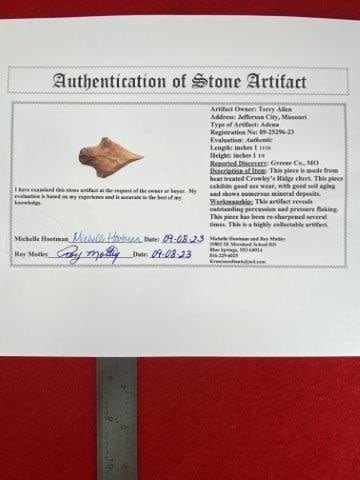 Authentication of Stone Artifact
Artifact Owner: Terry Allen
Address: Jefferson City, Missouri
Type of Artifact: Adena
Registration No: 09-25296-23
Evaluation: Authentic
Length: inches 1 11/16
Height: inches 1 1/4
Reported Discovery: Greene Co., MO
Description of Item: This piece is made from
heat treated Crowley's Ridge chert. This piece
exhibits good use wear, with good soil aging
and shows numerous mineral deposits.
Workmanship: This artifact reveals
outstanding percussion and pressure flaking.
This piece has been re-sharpened several
times. This is a highly collectable artifact.
I have examined this stone artifact at the request of the owner or buyer. My
evaluation is based on my experience and is accurate to the best of my
knowledge.
Michelle Hootman Michelle Hootman Date: 09-08-23
Roy Motley Roy Motley Date: 09-08-23
Michelle Hootman and Roy Motley
Blue Springs, MO 64014
816-229-6025